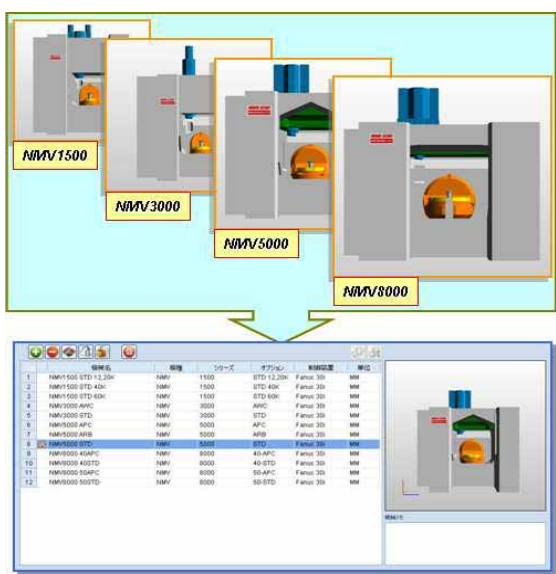 NMV1500
NMV3000
NMV5000
NMV8000
機械名 機種 シリーズ オプション 制御装置 単位
1 NMV1500 STD 12,20K NMV 1500 STD 12,20K Fanuc 30i MM
2 NMV1500 STD 40K NMV 1500 STD 40K Fanuc 30i MM
3 NMV1500 STD 60K NMV 1500 STD 60K Fanuc 30i MM
4 NMV3000 AWC NMV 3000 AWC Fanuc 30i MM
5 NMV3000 STD NMV 3000 STD Fanuc 30i MM
6 NMV5000 APC NMV 5000 APC Fanuc 30i MM
7 NMV5000 ARB NMV 5000 ARB Fanuc 30i MM
8 NMV5000 STD NMV 5000 STD Fanuc 30i MM
9 NMV8000 40APC NMV 8000 40-APC Fanuc 30i MM
10 NMV8000 40STD NMV 8000 40-STD Fanuc 30i MM
11 NMV8000 50APC NMV 8000 50-APC Fanuc 30i MM
12 NMV8000 50STD NMV 8000 50-STD Fanuc 30i MM
機械メモ